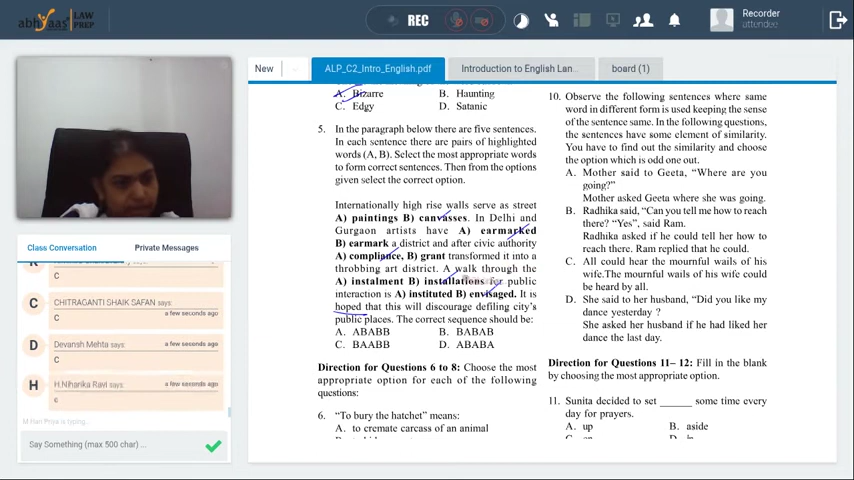 abhyaas LAW PREP
REC
Recorder
attendee
New
ALP_C2_Intro_English.pdf
Introduction to English Lan...
board (1)
A. Bizarre B. Haunting
C. Edgy D. Satanic
5. In the paragraph below there are five sentences.
In each sentence there are pairs of highlighted
words (A, B). Select the most appropriate words
to form correct sentences. Then from the options
given select the correct option.
Internationally high rise walls serve as street
A) paintings B) canvasses. In Delhi and
Gurgaon artists have A) earmarked
B) earmark a district and after civic authority
A) compliance, B) grant transformed it into a
throbbing art district. A walk through the
A) instalment B) installations for public
interaction is A) instituted B) envisaged. It is
hoped that this will discourage defiling city's
public places. The correct sequence should be:
A. ABABB B. BABAB
C. BAABB D. ABABA
Direction for Questions 6 to 8: Choose the most
appropriate option for each of the following
questions:
6. “To bury the hatchet” means:
A. to cremate carcass of an animal
10. Observe the following sentences where same
word in different form is used keeping the sense
of the sentence same. In the following questions,
the sentences have some element of similarity.
You have to find out the similarity and choose
the option which is odd one out.
A. Mother said to Geeta, “Where are you
going?”
Mother asked Geeta where she was going.
B. Radhika said, “Can you tell me how to reach
there? “Yes”, said Ram.
Radhika asked if he could tell her how to
reach there. Ram replied that he could.
C. All could hear the mournful wails of his
wife.The mournful wails of his wife could
be heard by all.
D. She said to her husband, “Did you like my
dance yesterday ?
She asked her husband if he had liked her
dance the last day.
Direction for Questions 11– 12: Fill in the blank
by choosing the most appropriate option.
11. Sunita decided to set ______ some time every
day for prayers.
A. up B. aside
Class Conversation
Private Messages
C
C
CHITRAGANTI SHAIK SAFAN says:
a few seconds ago
C
D
Devansh Mehta says:
a few seconds ago
C
H
H.Niharika Ravi says:
a few seconds ago
c
M Hari Priya is typing...
Say Something (max 500 char) ...